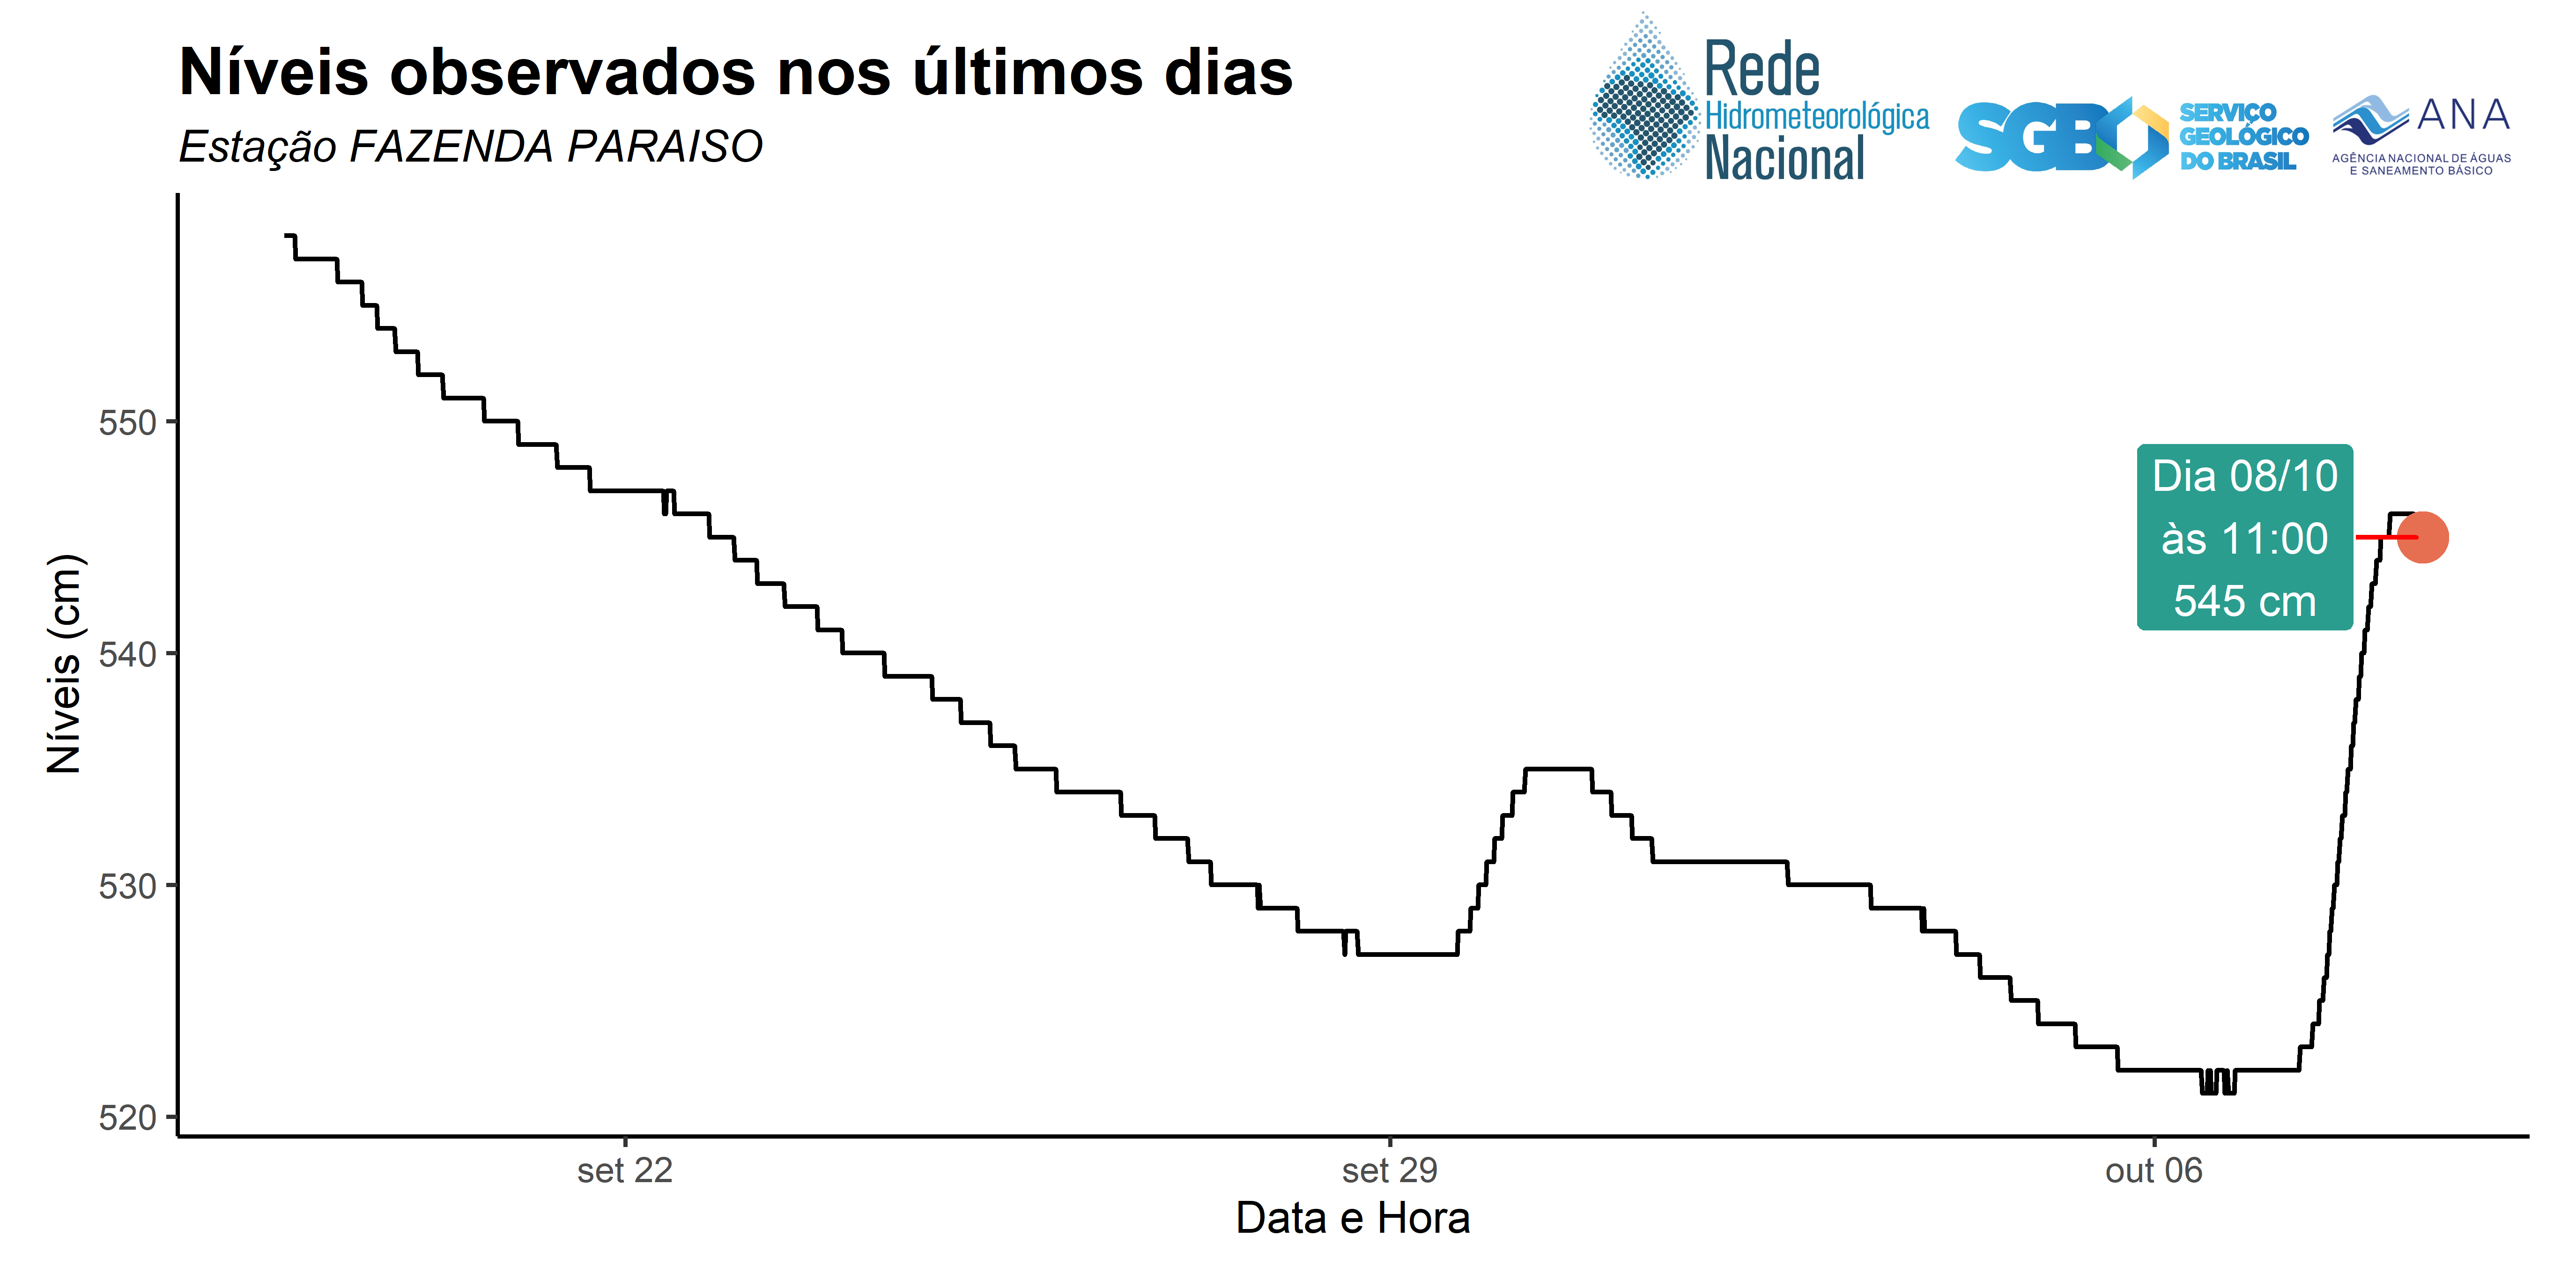 Níveis observados nos últimos dias
Estação FAZENDA PARAISO
Rede
Hidrometeorológica
Nacional
SGB
SERVIÇO
GEOLÓGICO
DO BRASIL
ANA
AGÊNCIA NACIONAL DE ÁGUAS
E SANEAMENTO BÁSICO
Níveis (cm)
550
540
530
520
Dia 08/10
às 11:00
545 cm
set 22
set 29
out 06
Data e Hora